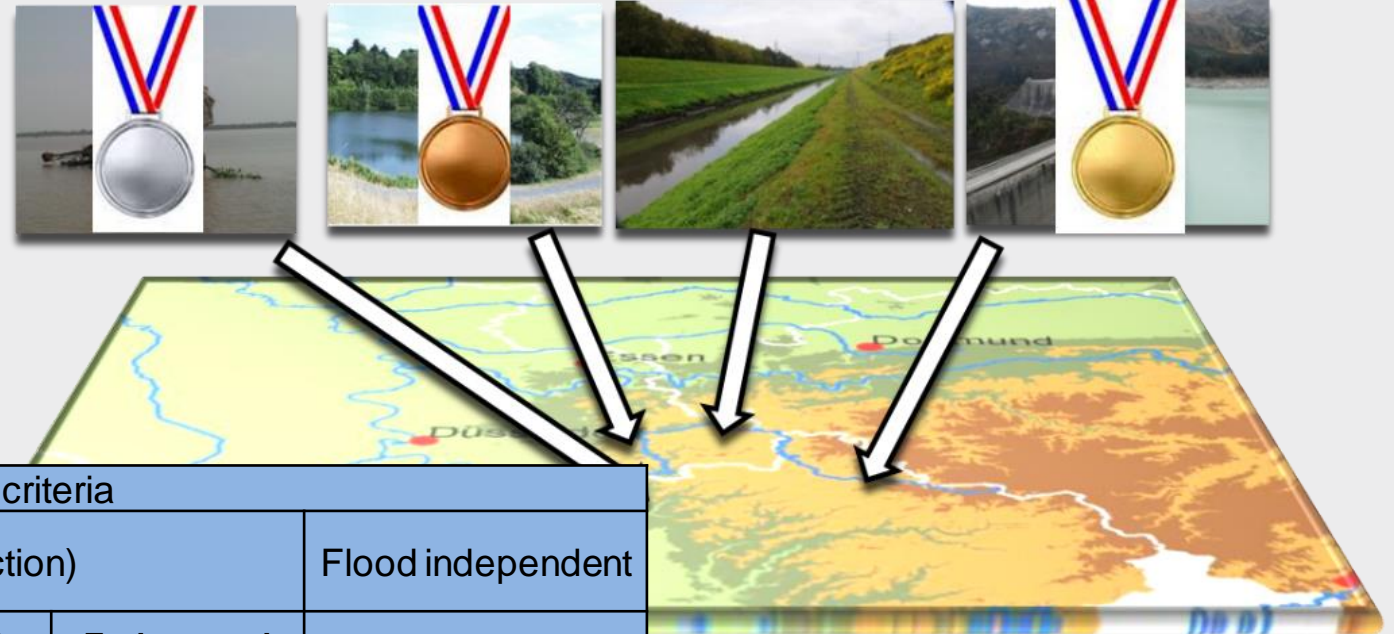 Dortmund
Essen
criteria
ction)
Flood independent